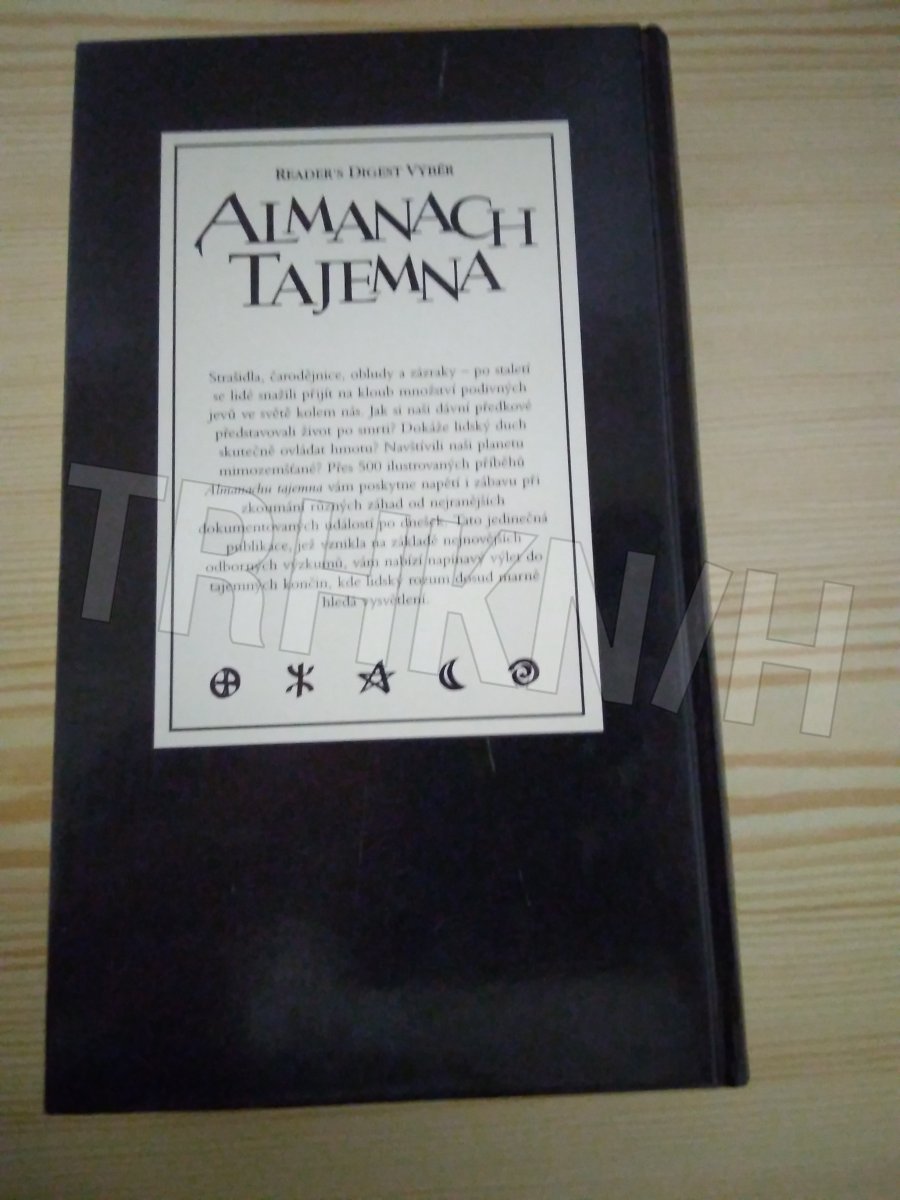 READER'S DIGEST VÝBĚR
ALMANACH
TAJEMNA
Strašidla, čarodějnice, obludy a zázraky – po staletí
se lidé snažili přijít na kloub množství podivných
jevů ve světě kolem nás. Jak si naši dávní předkové
představovali život po smrti? Dokáže lidský duch
skutečně ovládat hmotu? Navštívili naši planetu
mimozemšťané? Přes 500 ilustrovaných příběhů
Almanachu tajemna vám poskytne napětí i zábavu při
zkoumání různých záhad od nejranějších
dokumentovaných událostí po dnešek. Tato jedinečná
publikace, jež vznikla na základě nejnovějších
odborných výzkumů, vám nabízí napínavý výlet do
tajemných končin, kde lidský rozum dosud marně
hledá vysvětlení.
TRHKNIH